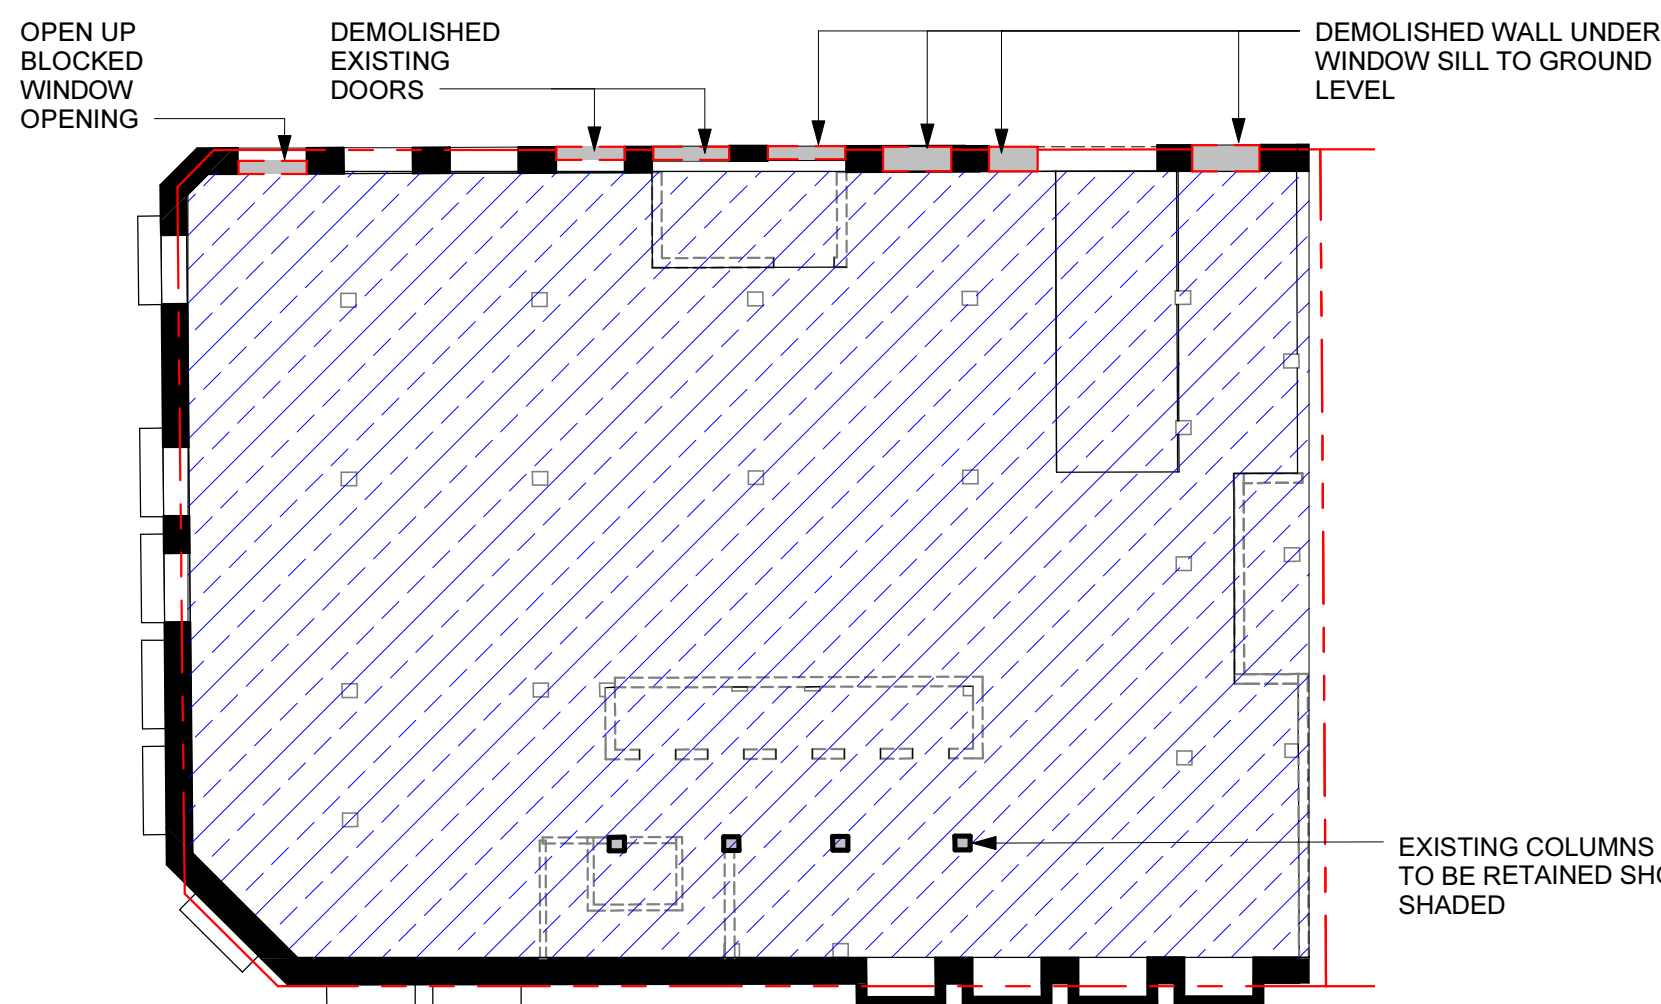 OPEN UP
BLOCKED
WINDOW
OPENING
DEMOLISHED
EXISTING
DOORS
DEMOLISHED WALL UNDER
WINDOW SILL TO GROUND
LEVEL
EXISTING COLUMNS
TO BE RETAINED
SHADED